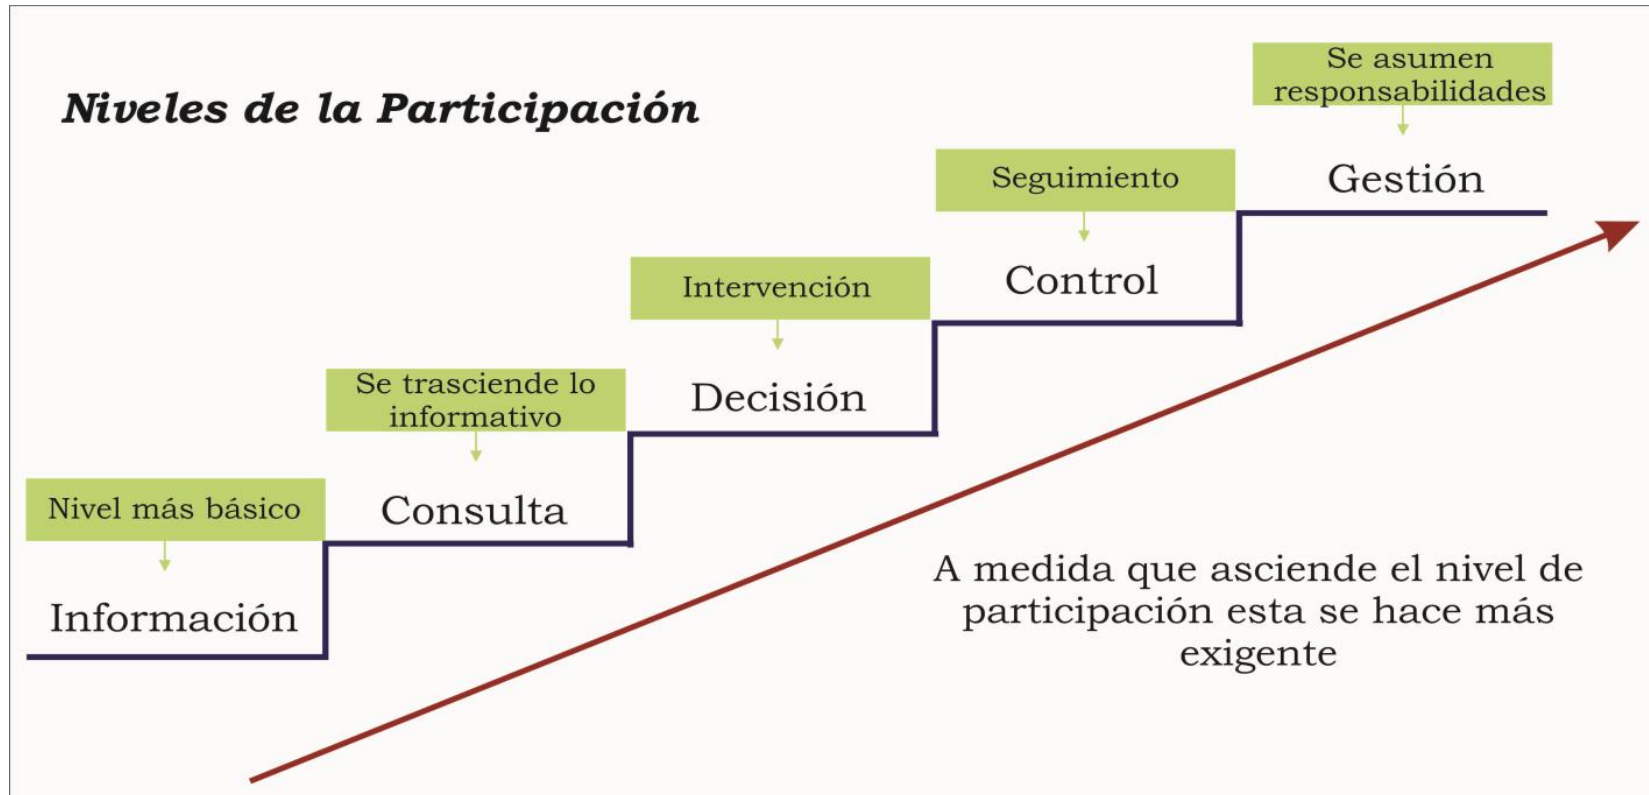 Niveles de la Participación
Se asumen
responsabilidades
Gestión
Seguimiento
Control
Intervención
Decisión
Se trasciende lo
informativo
Consulta
Nivel más básico
Información
A medida que asciende el nivel de
participación esta se hace más
exigente